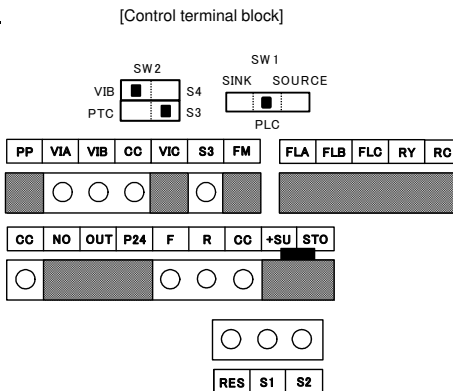 [Control terminal block]
SW2
SW1
VIB S4
SINK SOURCE
PTC S3
PLC
PP VIA VIB CC VIC S3 FM FLA FLB FLC RY RC
CC NO OUT P24 F R CC +SU STO
RES S1 S2